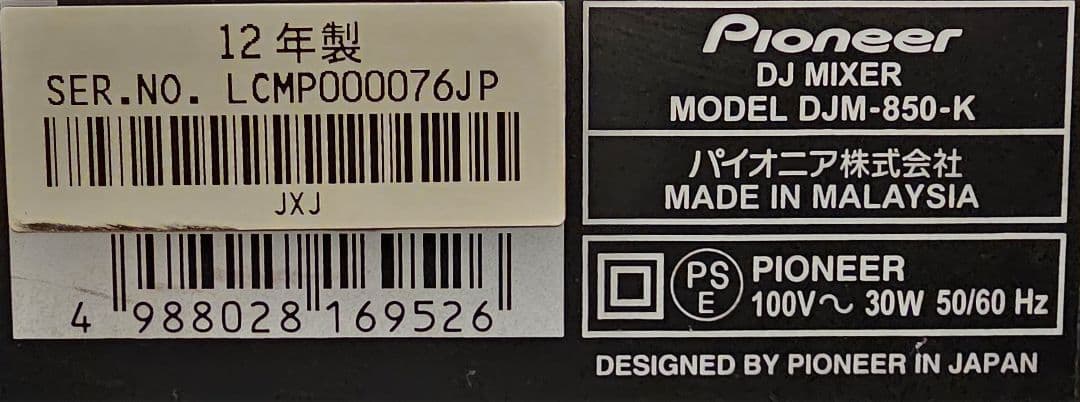 12年製
SER.NO. LCMP000076JP
JXJ
4 988028 169526
Pioneer
DJ MIXER
MODEL DJM-850-K
パイオニア株式会社
MADE IN MALAYSIA
PS
E
PIONEER
100V～ 30W 50/60 Hz
DESIGNED BY PIONEER IN JAPAN